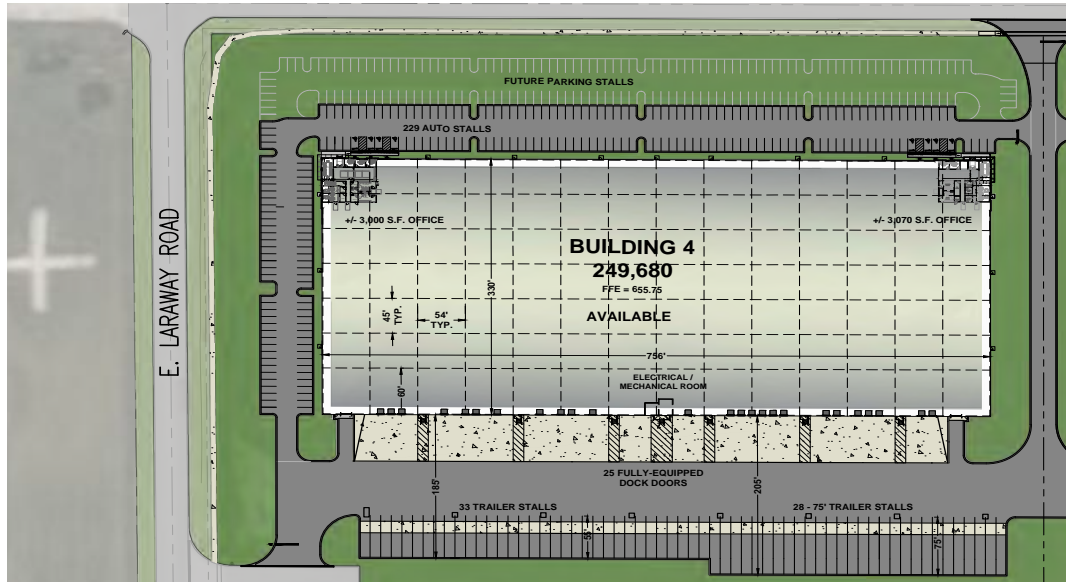 FUTURE PARKING STALLS
229 AUTO STALLS
+/- 3,000 S.F. OFFICE
+/- 3,070 S.F. OFFICE
E. LARAWAY ROAD
BUILDING 4
249,680
FFE = 655.75
AVAILABLE
330'
45'
TYP.
54'
TYP.
756'
60'
ELECTRICAL /
MECHANICAL ROOM
25 FULLY-EQUIPPED
DOCK DOORS
185'
205'
33 TRAILER STALLS
28 - 75' TRAILER STALLS
55'
75'